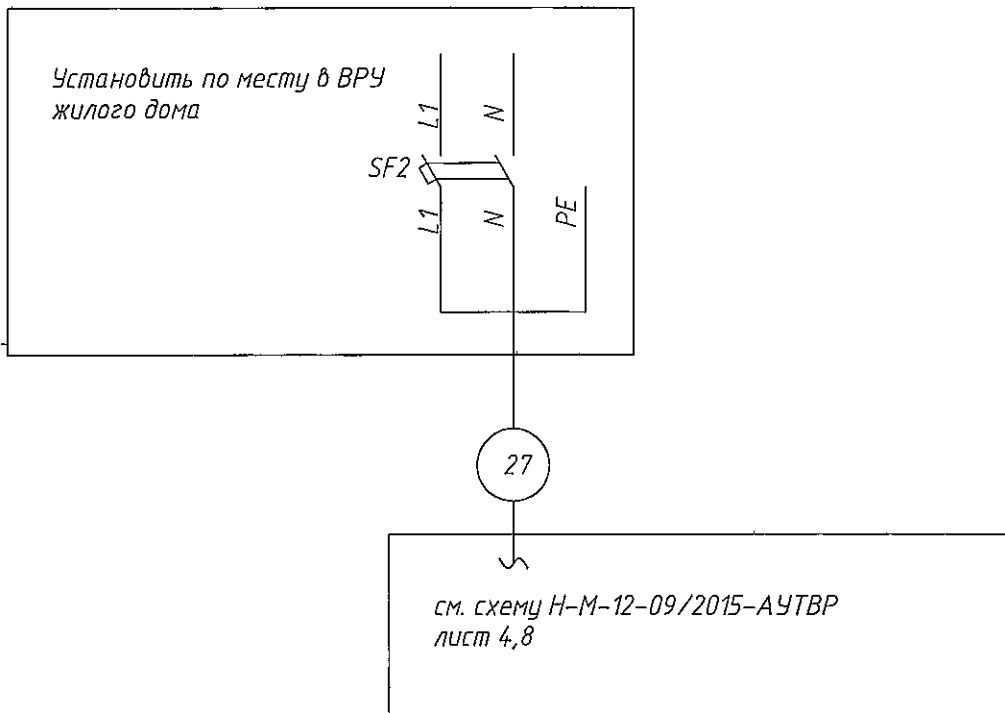 Установить по месту в ВРУ
жилого дома
L1
N
SF2
L1
N
PE
27
см. схему Н-М-12-09/2015-АУТВР
лист 4,8